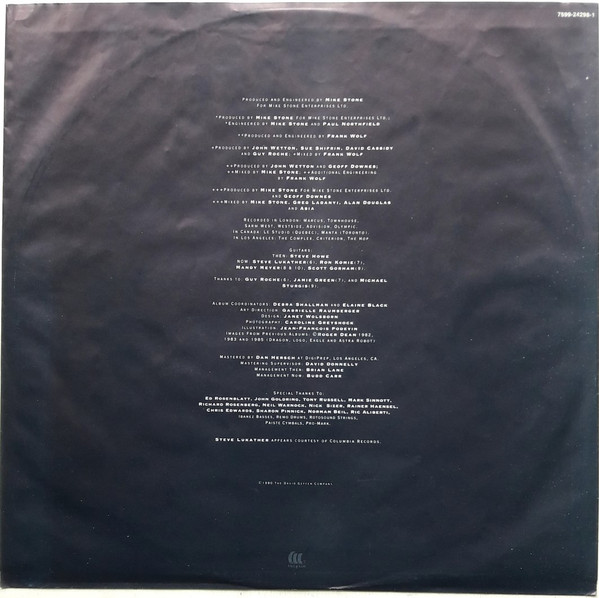 7599-24298-1
Produced and Engineered by Mike Stone
For Mike Stone Enterprises Ltd.
*Produced by Mike Stone for Mike Stone Enterprises Ltd.;
*Engineered by Mike Stone and Paul Northfield
**Produced and Engineered by Frank Wolf
+Produced by John Wetton, Sue Shifrin, David Cassidy
and Guy Roche; +Mixed by Frank Wolf
++Produced by John Wetton and Geoff Downes;
++Mixed by Mike Stone; ++Additional Engineering
by Frank Wolf
+++Produced by Mike Stone for Mike Stone Enterprises Ltd.
and Geoff Downes
+++Mixed by Mike Stone, Greg Ladanyi, Alan Douglas
and Asia
Recorded in London: Marcus, Townhouse,
Sarm West, Westside, Advision, Olympic
In Canada: Le Studio (Quebec), Manta (Toronto)
In Los Angeles: The Complex, Criterion, The Hop
Guitars:
Then: Steve Howe
Now: Steve Lukather(6), Ron Komie(7),
Mandy Meyer(5 & 10), Scott Gorham(9)
Thanks to: Guy Roche(6), Jamie Green(7), and Michael
Sturgis(9)
Album Coordinators: Debra Shallman and Elaine Black
Art Direction: Gabrielle Raumberger
Design: Janet Wolsborn
Photography: Caroline Greyshock
Illustration: Jean-François Podevin
Images From Previous Albums: ©Roger Dean 1982,
1983 and 1985 (Dragon, Logo, Eagle and Astra Robot)
Mastered by Dan Hersch at DigiPrep, Los Angeles, CA
Mastering Supervisor: David Donnelly
Management Then: Brian Lane
Management Now: Budd Carr
Special Thanks To:
Ed Rosenblatt, John Goldring, Tony Russell, Mark Sinnott,
Richard Rosenberg, Neil Warnock, Nick Sizer, Rainer Haensel,
Chris Edwards, Sharon Pinnick, Norman Beil, Ric Aliberti,
Ibanez Basses, Remo Drums, Rotosound Strings,
Paiste Cymbals, Pro-Mark
Steve Lukather appears courtesy of Columbia Records.
©1990 The David Geffen Company